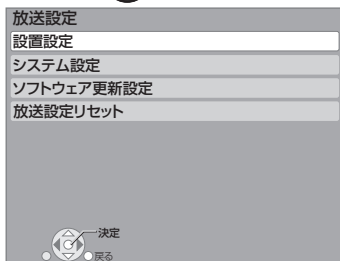 放送設定
設置設定
システム設定
ソフトウェア更新設定
放送設定リセット
決定
戻る